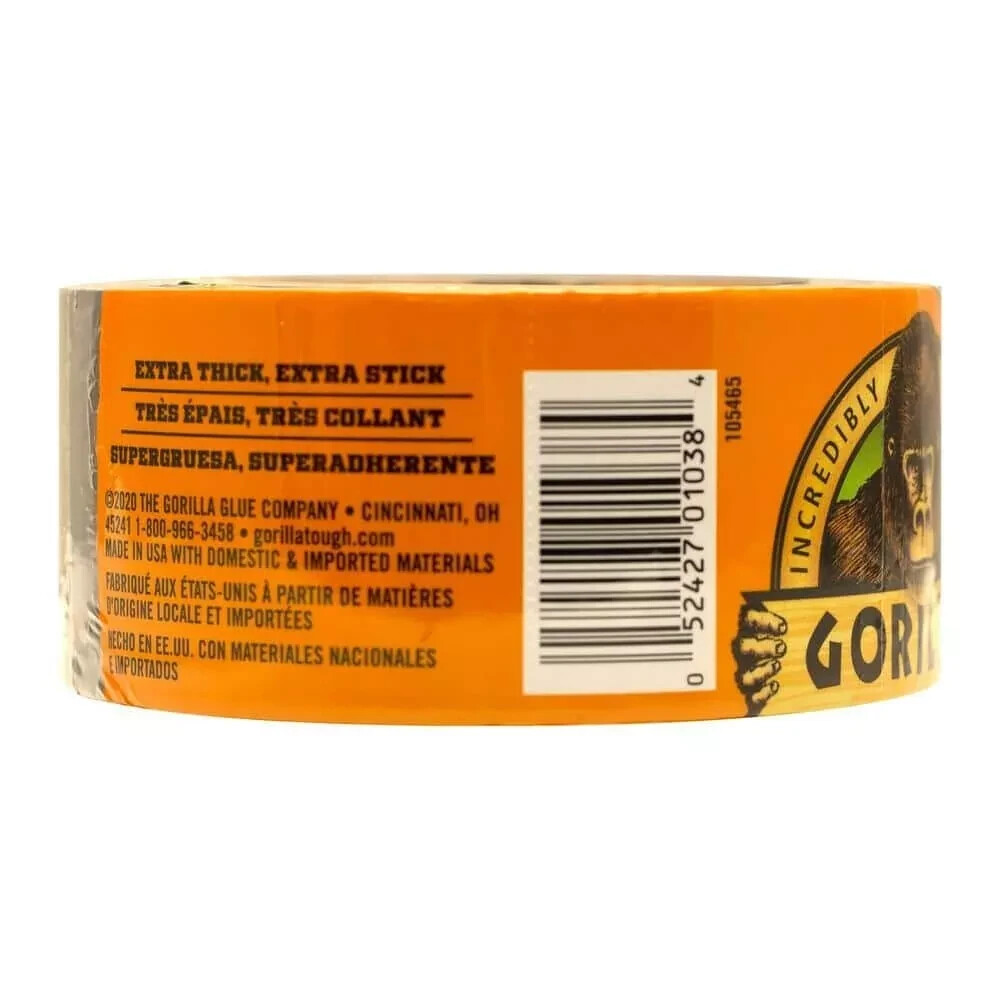 EXTRA THICK, EXTRA STICK
TRÈS ÉPAIS, TRÈS COLLANT
SUPERGRUESA, SUPERADHERENTE
©2020 THE GORILLA GLUE COMPANY • CINCINNATI, OH
45241 1-800-966-3458 • gorillatough.com
MADE IN USA WITH DOMESTIC & IMPORTED MATERIALS
FABRIQUÉ AUX ÉTATS-UNIS À PARTIR DE MATIÈRES
D'ORIGINE LOCALE ET IMPORTÉES
HECHO EN EE.UU. CON MATERIALES NACIONALES
E IMPORTADOS
0 52427 01038 4
105465
INCREDIBLY
GORIL